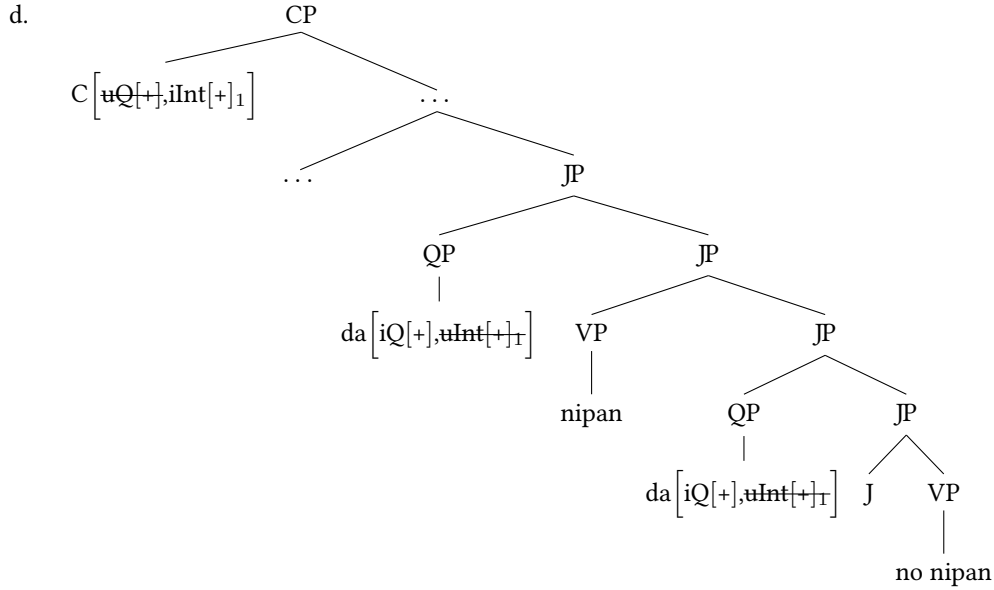 d.
CP
C [uQ[+],iInt[+]₁]
...
...
JP
QP
JP
da [iQ[+],uInt[+]₁]
VP
JP
nipan
QP
JP
da [iQ[+],uInt[+]₁]
J
VP
no nipan